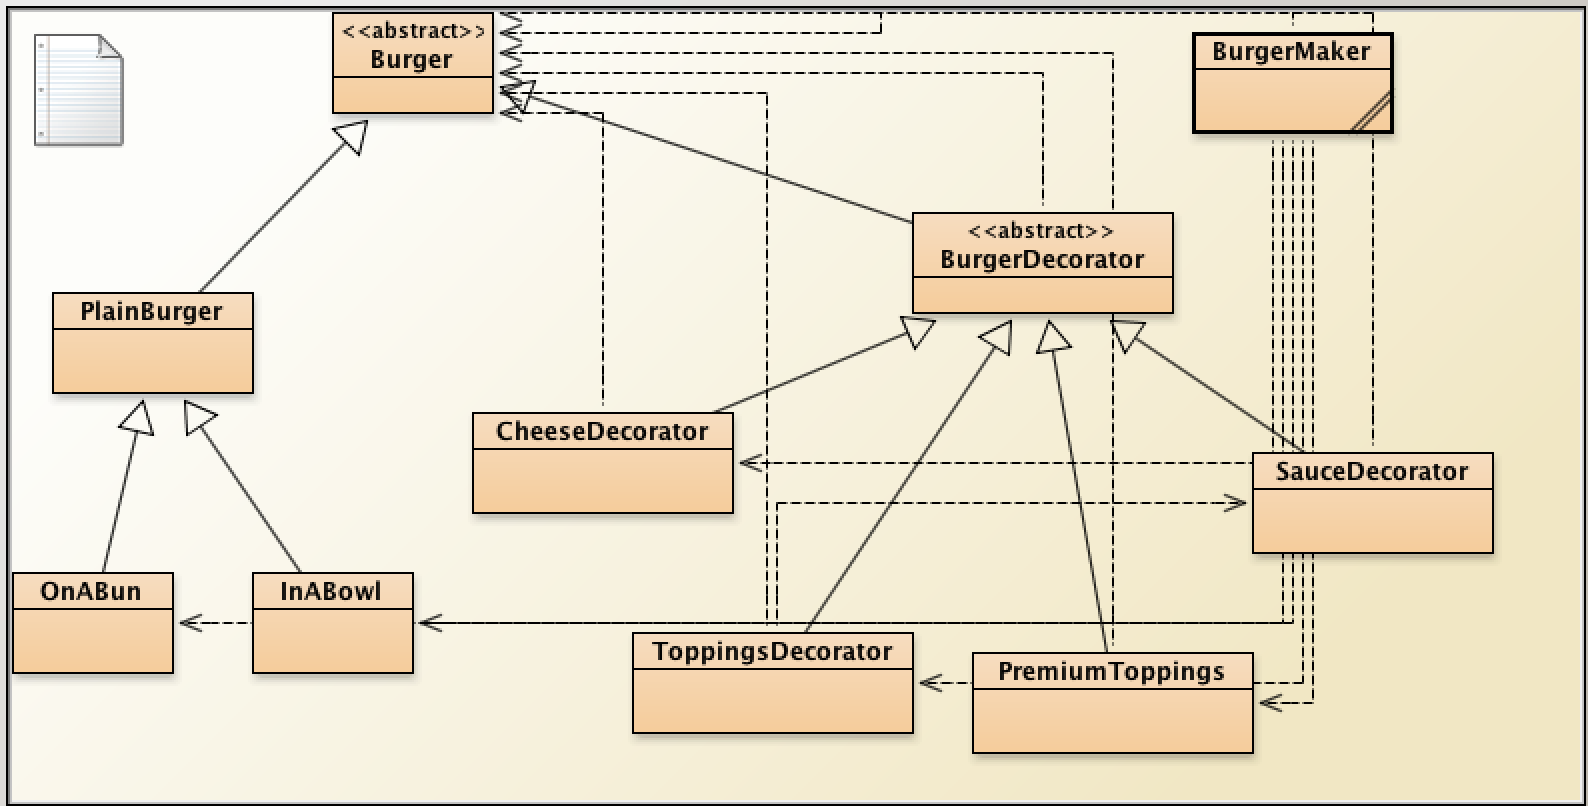 <<abstract>>
Burger
BurgerMaker
<<abstract>>
BurgerDecorator
PlainBurger
CheeseDecorator
SauceDecorator
OnABun
InABowl
ToppingsDecorator
PremiumToppings